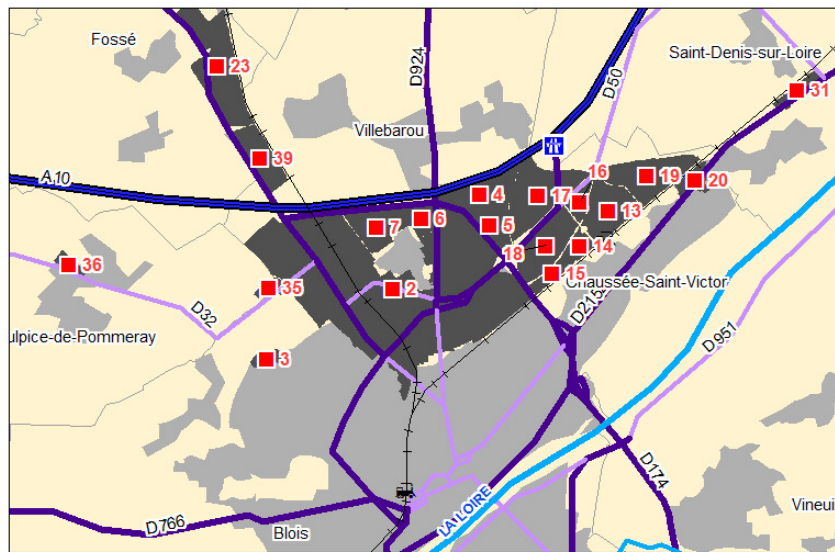 Fossé
23
D924
D50
Saint-Denis-sur-Loire
31
Villebarou
39
A10
4
17
16
19
20
7
6
5
13
18
14
15
36
35
2
Chaussée-Saint-Victor
D32
D215
D951
ulpice-de-Pommeray
3
D174
LA LOIRE
D766
Blois
Vineuil